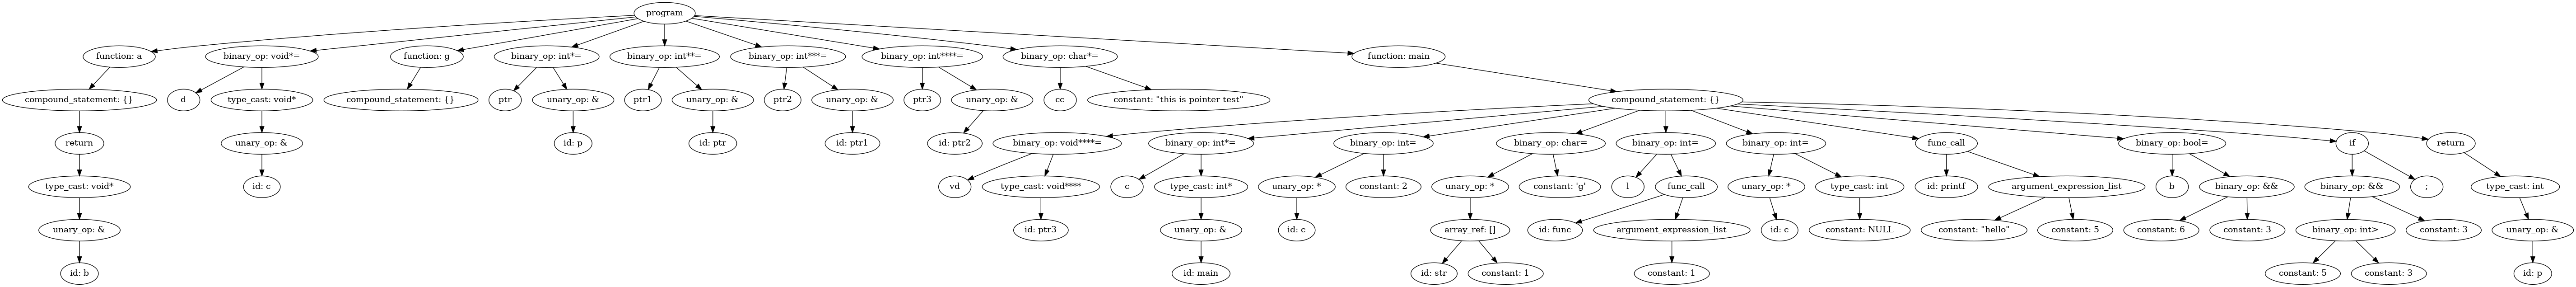 program
function: a
binary_op: void*=
function: g
binary_op: int*=
binary_op: int**=
binary_op: int***=
binary_op: int****=
binary_op: char*=
function: main
compound_statement: {}
d
type_cast: void*
compound_statement: {}
ptr
unary_op: &
ptr1
unary_op: &
ptr2
unary_op: &
ptr3
unary_op: &
cc
constant: "this is pointer test"
compound_statement: {}
return
unary_op: &
id: p
id: ptr
id: ptr1
id: ptr2
binary_op: void****=
binary_op: int*=
binary_op: int=
binary_op: char=
binary_op: int=
binary_op: int=
func_call
binary_op: bool=
if
return
type_cast: void*
id: c
vd
type_cast: void****
c
type_cast: int*
unary_op: *
constant: 2
unary_op: *
constant: 'g'
l
func_call
unary_op: *
type_cast: int
id: printf
argument_expression_list
b
binary_op: &&
binary_op: &&
;
type_cast: int
unary_op: &
id: ptr3
unary_op: &
id: c
array_ref: []
id: func
argument_expression_list
id: c
constant: NULL
constant: "hello"
constant: 5
constant: 6
constant: 3
binary_op: int>
constant: 3
unary_op: &
id: b
id: main
id: str
constant: 1
constant: 1
constant: 5
constant: 3
id: p